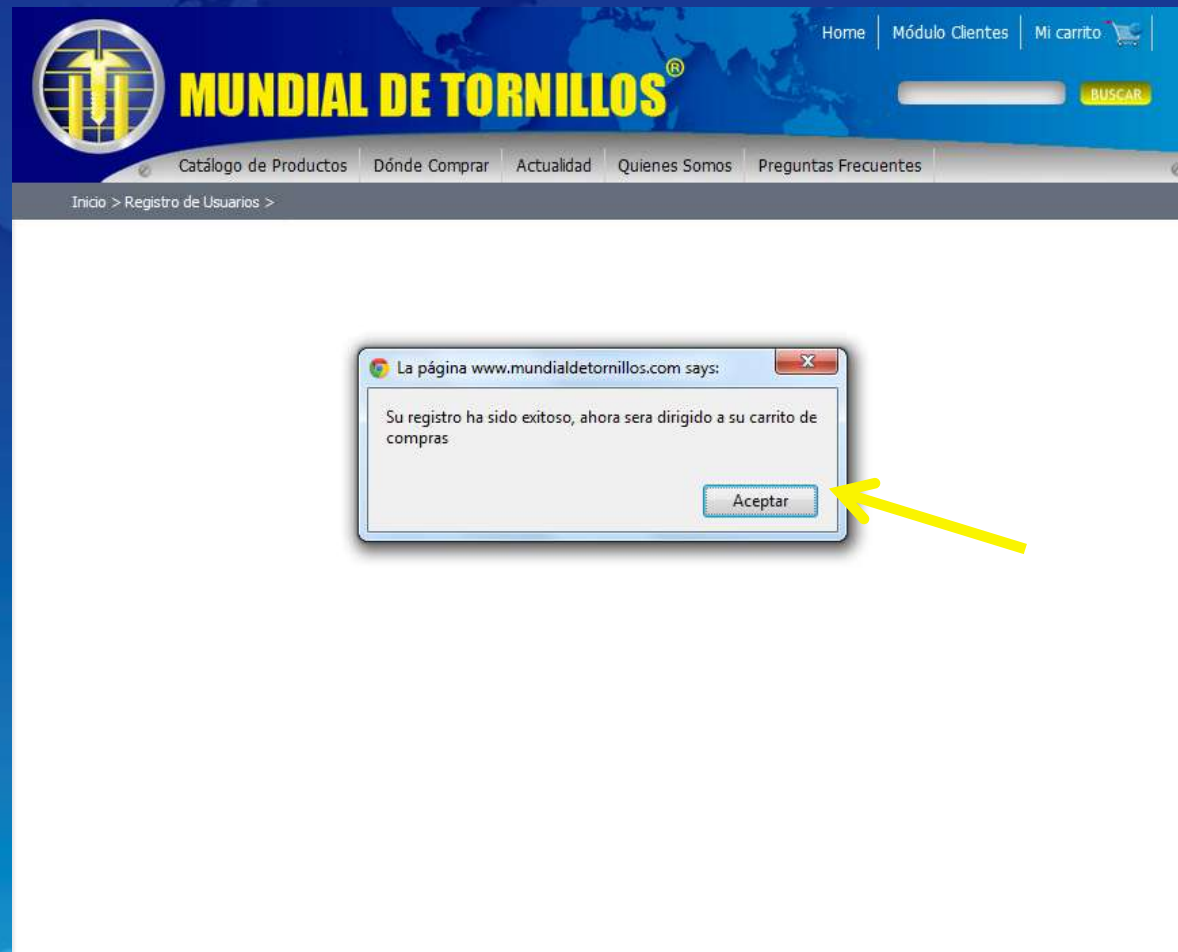 Home Módulo Clientes Mi carrito
MUNDIAL DE TORNILLOS®
BUSCAR
Catálogo de Productos Dónde Comprar Actualidad Quienes Somos Preguntas Frecuentes
Inicio > Registro de Usuarios >
La página www.mundialdetornillos.com says:
Su registro ha sido exitoso, ahora sera dirigido a su carrito de
compras
Aceptar